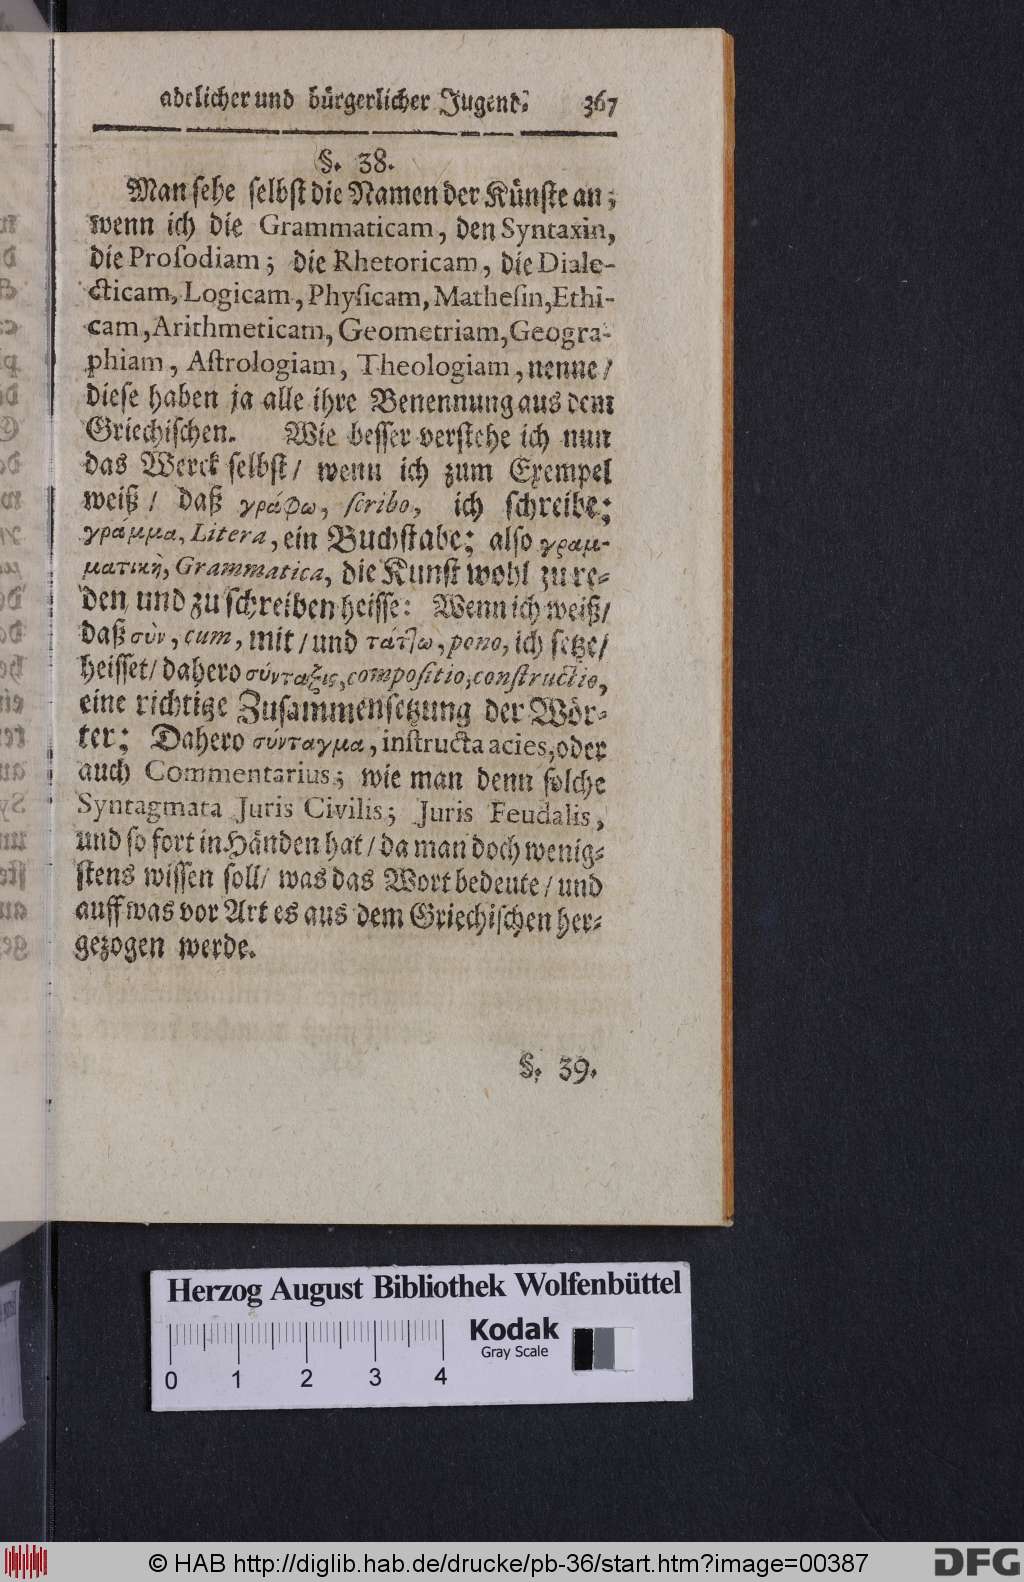 adelicher und bürgerlicher Jugend. 367
§. 38.
Man sehe selbst die Namen der Künste an;
wenn ich die Grammaticam, den Syntaxin,
die Proſodiam; die Rhetoricam, die Diale-
cticam, Logicam, Phyſicam, Matheſin, Ethi-
cam, Arithmeticam, Geometriam, Geogra-
phiam, Aſtrologiam, Theologiam, nenne/
dieſe haben ja alle ihre Benennung aus dem
Griechiſchen. Wie beſſer verſtehe ich nun
das Werck ſelbſt/ wenn ich zum Exempel
weiß/ daß γράφω, ſcribo, ich ſchreibe;
γράμμα, Litera, ein Buchſtabe; alſo γραμ-
ματικὴ, Grammatica, die Kunſt wohl zu re-
den und zu ſchreiben heiſſe: Wenn ich weiß/
daß σὺν, cum, mit/ und τάτ]ω, pono, ich ſetze/
heiſſet/ dahero σύνταξις, compoſitio, conſtructio,
eine richtige Zuſammenſetzung der Wör-
ter; Dahero σύνταγμα, inſtructa acies, oder
auch Commentarius; wie man denn ſolche
Syntagmata Juris Civilis; Juris Feudalis,
und ſo fort in Händen hat/ da man doch wenig-
ſtens wiſſen ſoll/ was das Wort bedeute/ und
auff was vor Art es aus dem Griechiſchen her-
gezogen werde.
§. 39.
Herzog August Bibliothek Wolfenbüttel
Kodak
Gray Scale
0 1 2 3 4
© HAB http://diglib.hab.de/drucke/pb-36/start.htm?image=00387
DFG